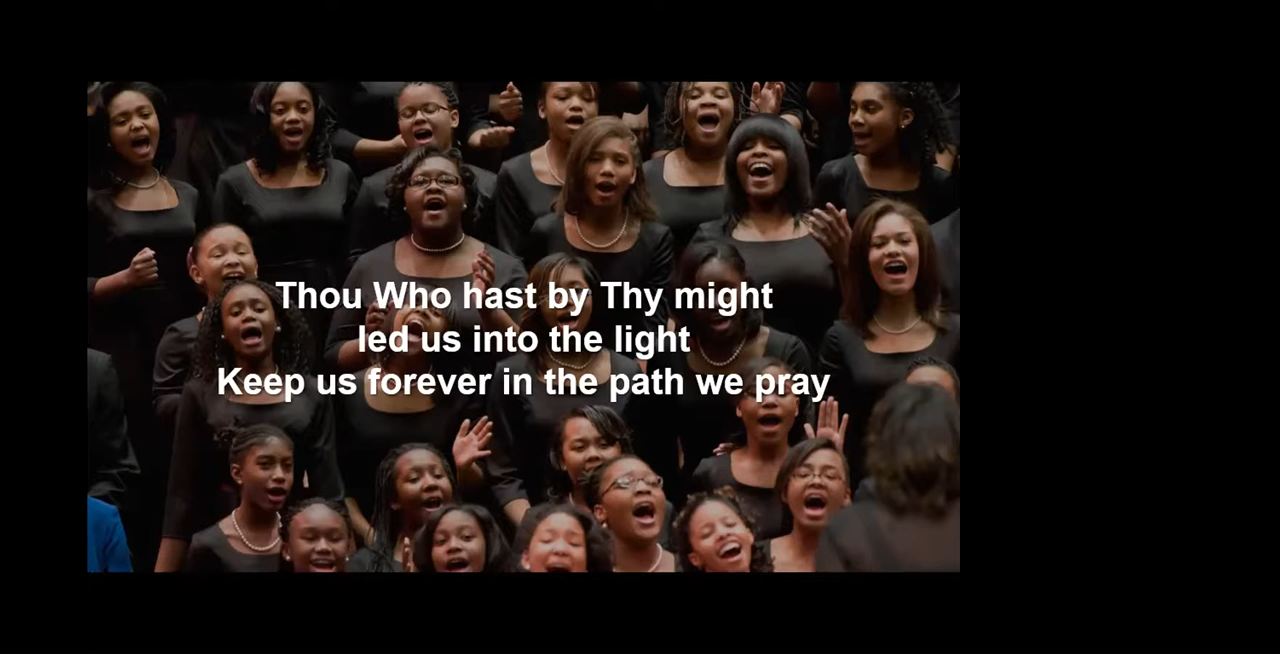 Thou Who hast by Thy might
led us into the light
Keep us forever in the path we pray